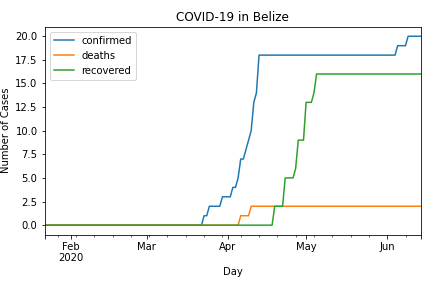 COVID-19 in Belize
confirmed
deaths
recovered
Number of Cases
20.0
17.5
15.0
12.5
10.0
7.5
5.0
2.5
0.0
Feb Mar Apr May Jun
2020
Day